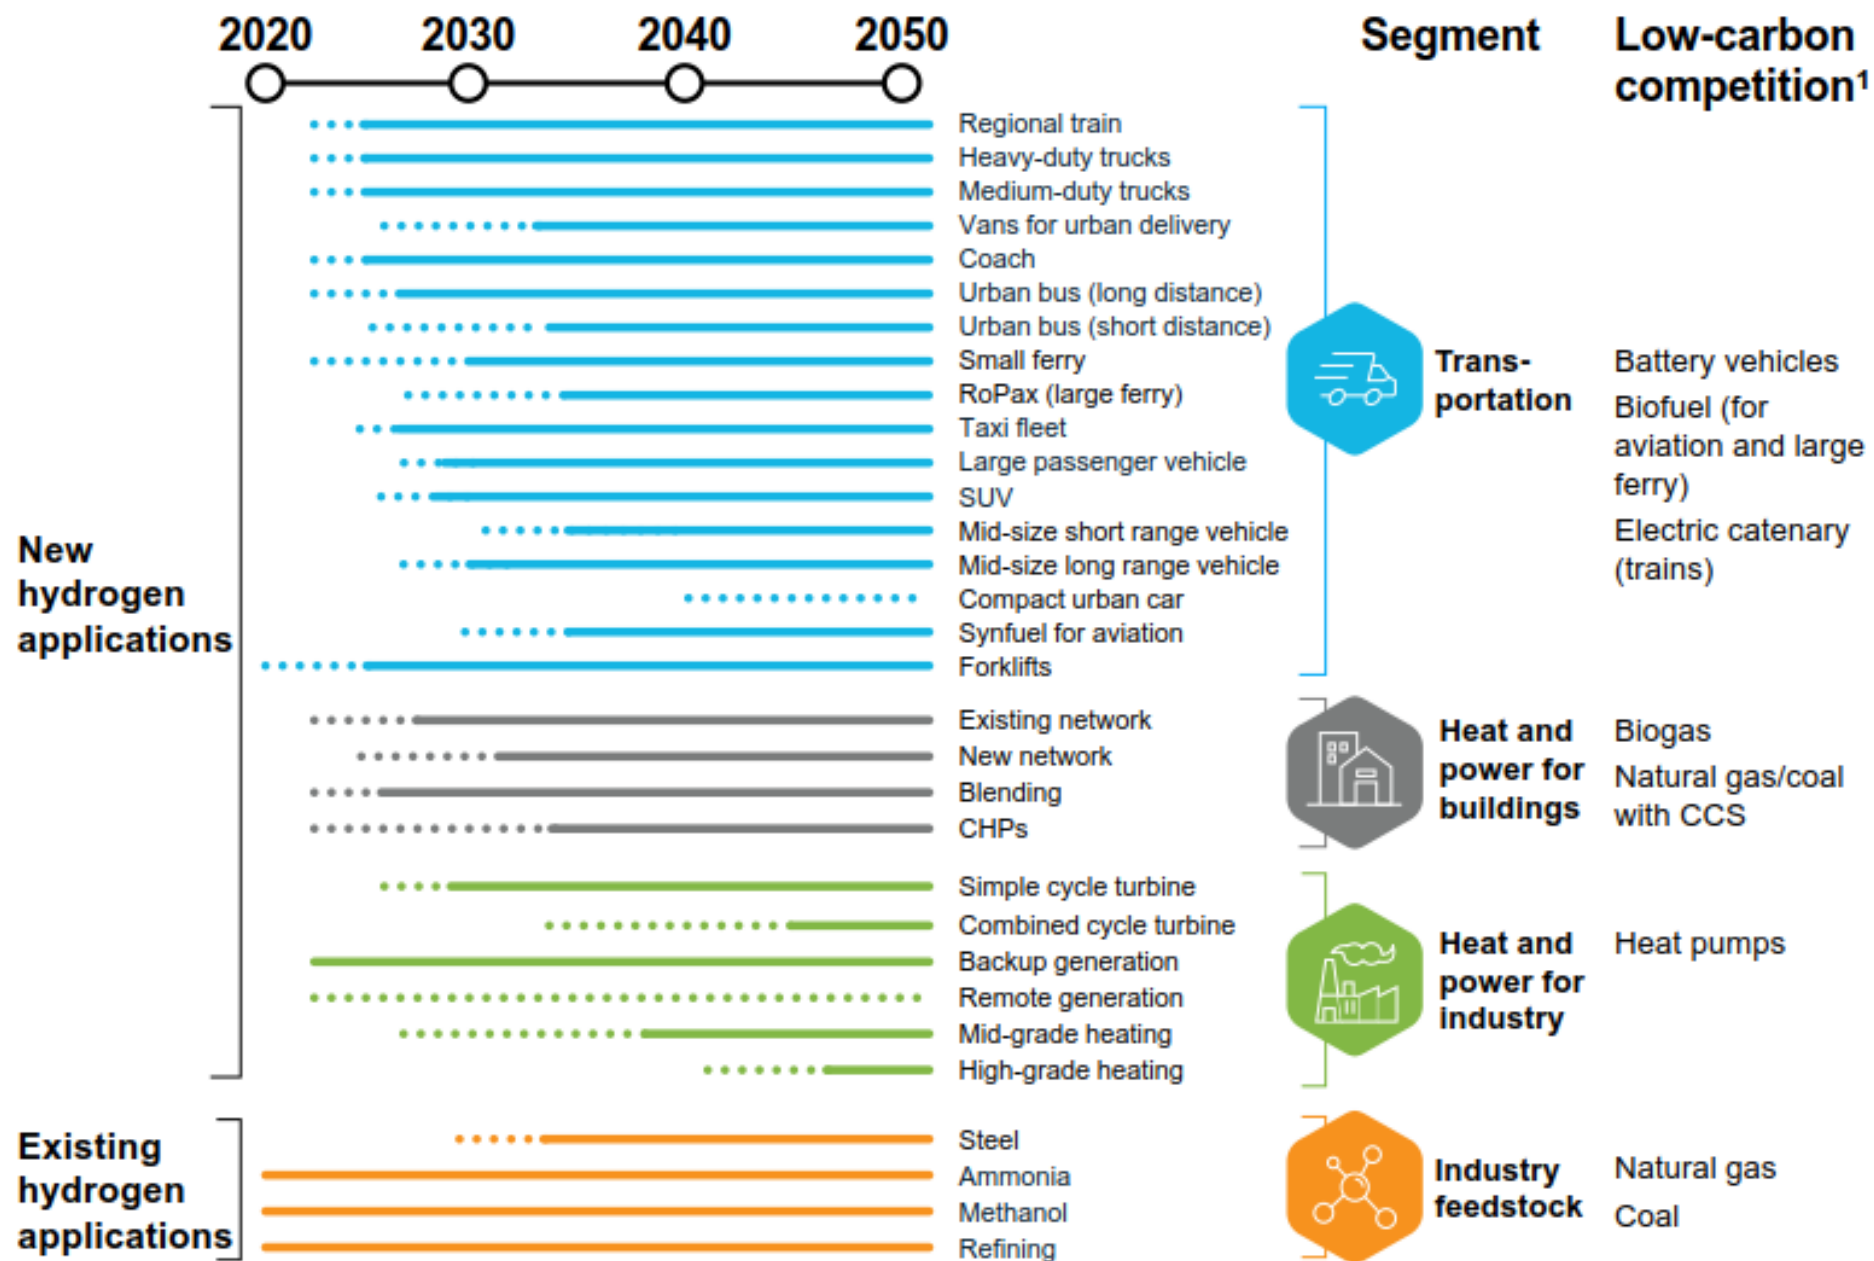 2020 2030 2040 2050
Segment
Low-carbon
competition¹
New
hydrogen
applications
Regional train
Heavy-duty trucks
Medium-duty trucks
Vans for urban delivery
Coach
Urban bus (long distance)
Urban bus (short distance)
Small ferry
RoPax (large ferry)
Taxi fleet
Large passenger vehicle
SUV
Mid-size short range vehicle
Mid-size long range vehicle
Compact urban car
Synfuel for aviation
Forklifts
Trans-
portation
Battery vehicles
Biofuel (for
aviation and large
ferry)
Electric catenary
(trains)
Existing network
New network
Blending
CHPs
Heat and
power for
buildings
Biogas
Natural gas/coal
with CCS
Simple cycle turbine
Combined cycle turbine
Backup generation
Remote generation
Mid-grade heating
High-grade heating
Heat and
power for
industry
Heat pumps
Existing
hydrogen
applications
Steel
Ammonia
Methanol
Refining
Industry
feedstock
Natural gas
Coal